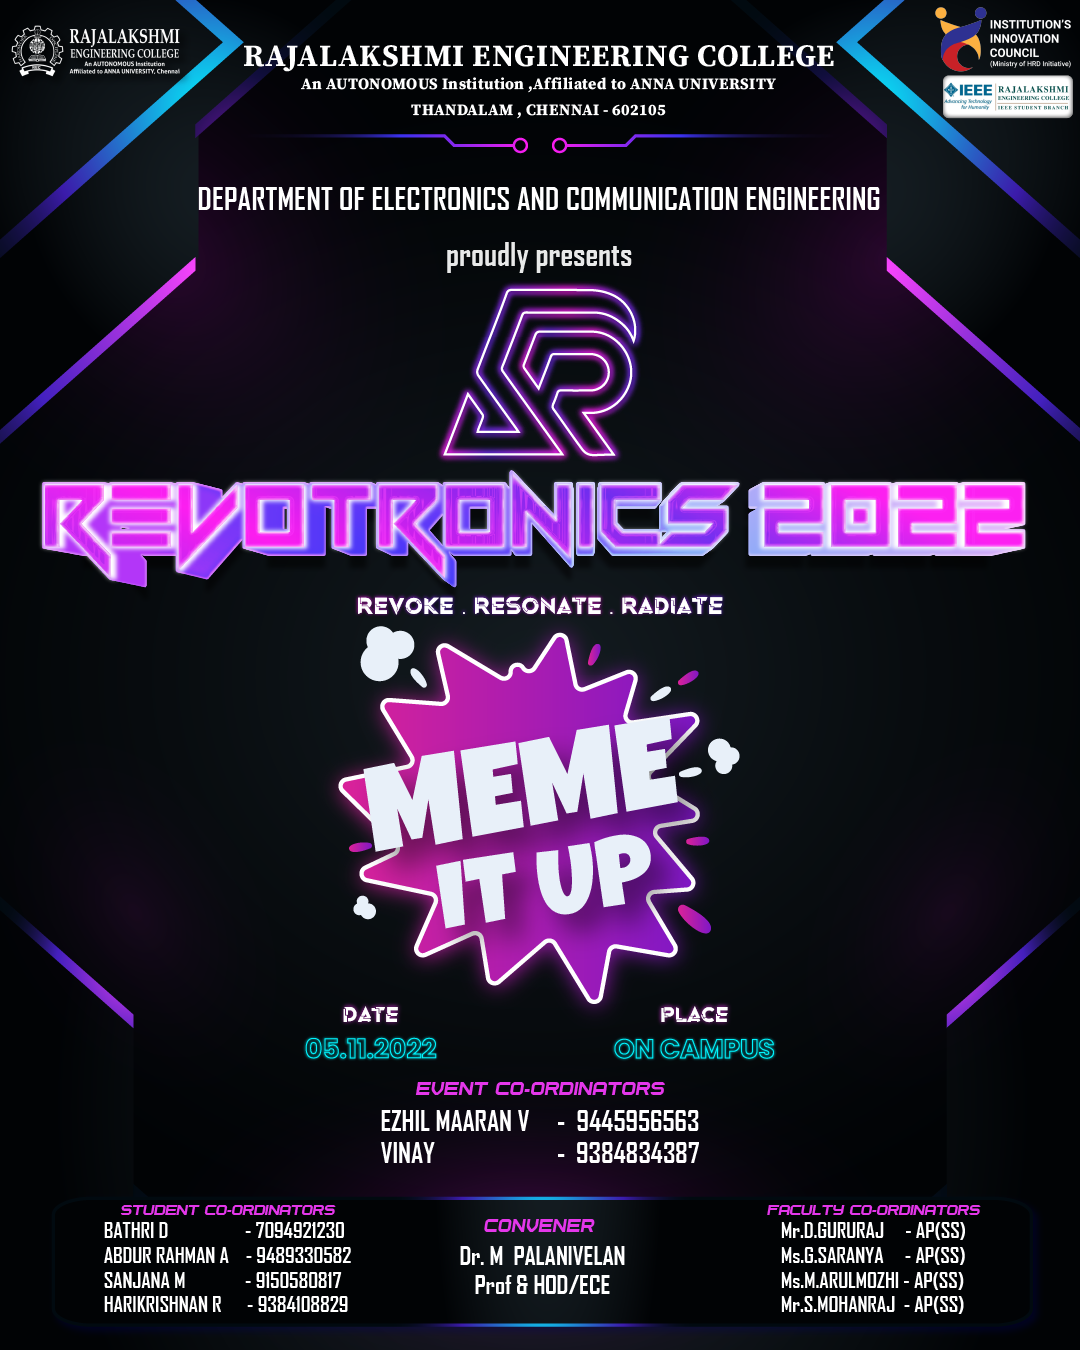 RAJALAKSHMI
ENGINEERING COLLEGE
An AUTONOMOUS Institution
Affiliated to ANNA UNIVERSITY, Chennai
RAJALAKSHMI ENGINEERING COLLEGE
An AUTONOMOUS Institution ,Affiliated to ANNA UNIVERSITY
THANDALAM , CHENNAI - 602105
INSTITUTION'S
INNOVATION
COUNCIL
(Ministry of HRD Initiative)
IEEE
Advancing Technology
for Humanity
RAJALAKSHMI
ENGINEERING COLLEGE
IEEE STUDENT BRANCH
DEPARTMENT OF ELECTRONICS AND COMMUNICATION ENGINEERING
proudly presents
REVOTRONICS 2022
REVOKE . RESONATE . RADIATE
MEME
IT UP
DATE
05.11.2022
PLACE
ON CAMPUS
EVENT CO-ORDINATORS
EZHIL MAARAN V - 9445956563
VINAY - 9384834387
STUDENT CO-ORDINATORS
BATHRI D - 7094921230
ABDUR RAHMAN A - 9489330582
SANJANA M - 9150580817
HARIKRISHNAN R - 9384108829
CONVENER
Dr. M PALANIVELAN
Prof & HOD/ECE
FACULTY CO-ORDINATORS
Mr.D.GURURAJ - AP(SS)
Ms.G.SARANYA - AP(SS)
Ms.M.ARULMOZHI - AP(SS)
Mr.S.MOHANRAJ - AP(SS)